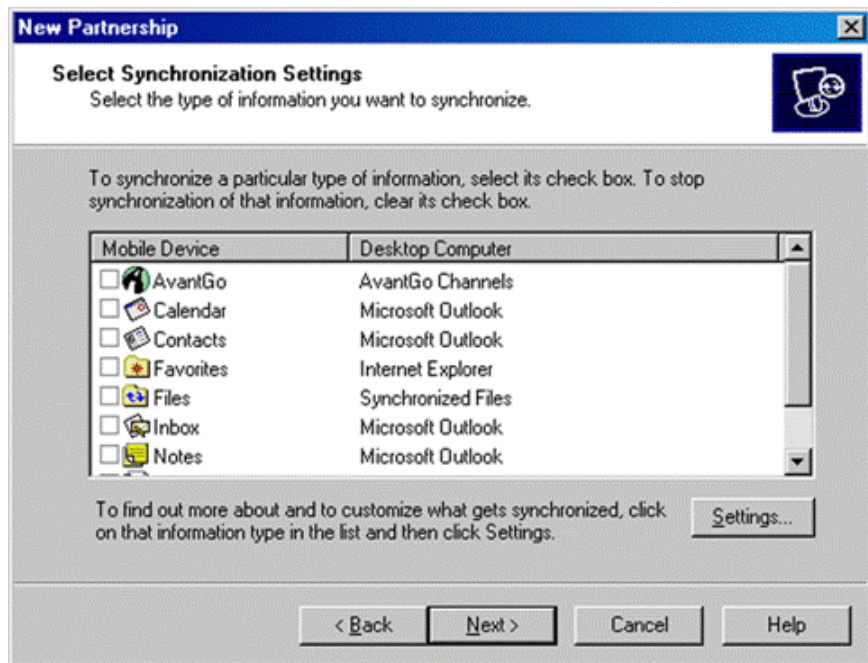 New Partnership
Select Synchronization Settings
Select the type of information you want to synchronize.
To synchronize a particular type of information, select its check box. To stop
synchronization of that information, clear its check box.
Mobile Device Desktop Computer
AvantGo AvantGo Channels
Calendar Microsoft Outlook
Contacts Microsoft Outlook
Favorites Internet Explorer
Files Synchronized Files
Inbox Microsoft Outlook
Notes Microsoft Outlook
To find out more about and to customize what gets synchronized, click
on that information type in the list and then click Settings.
Settings...
< Back Next > Cancel Help